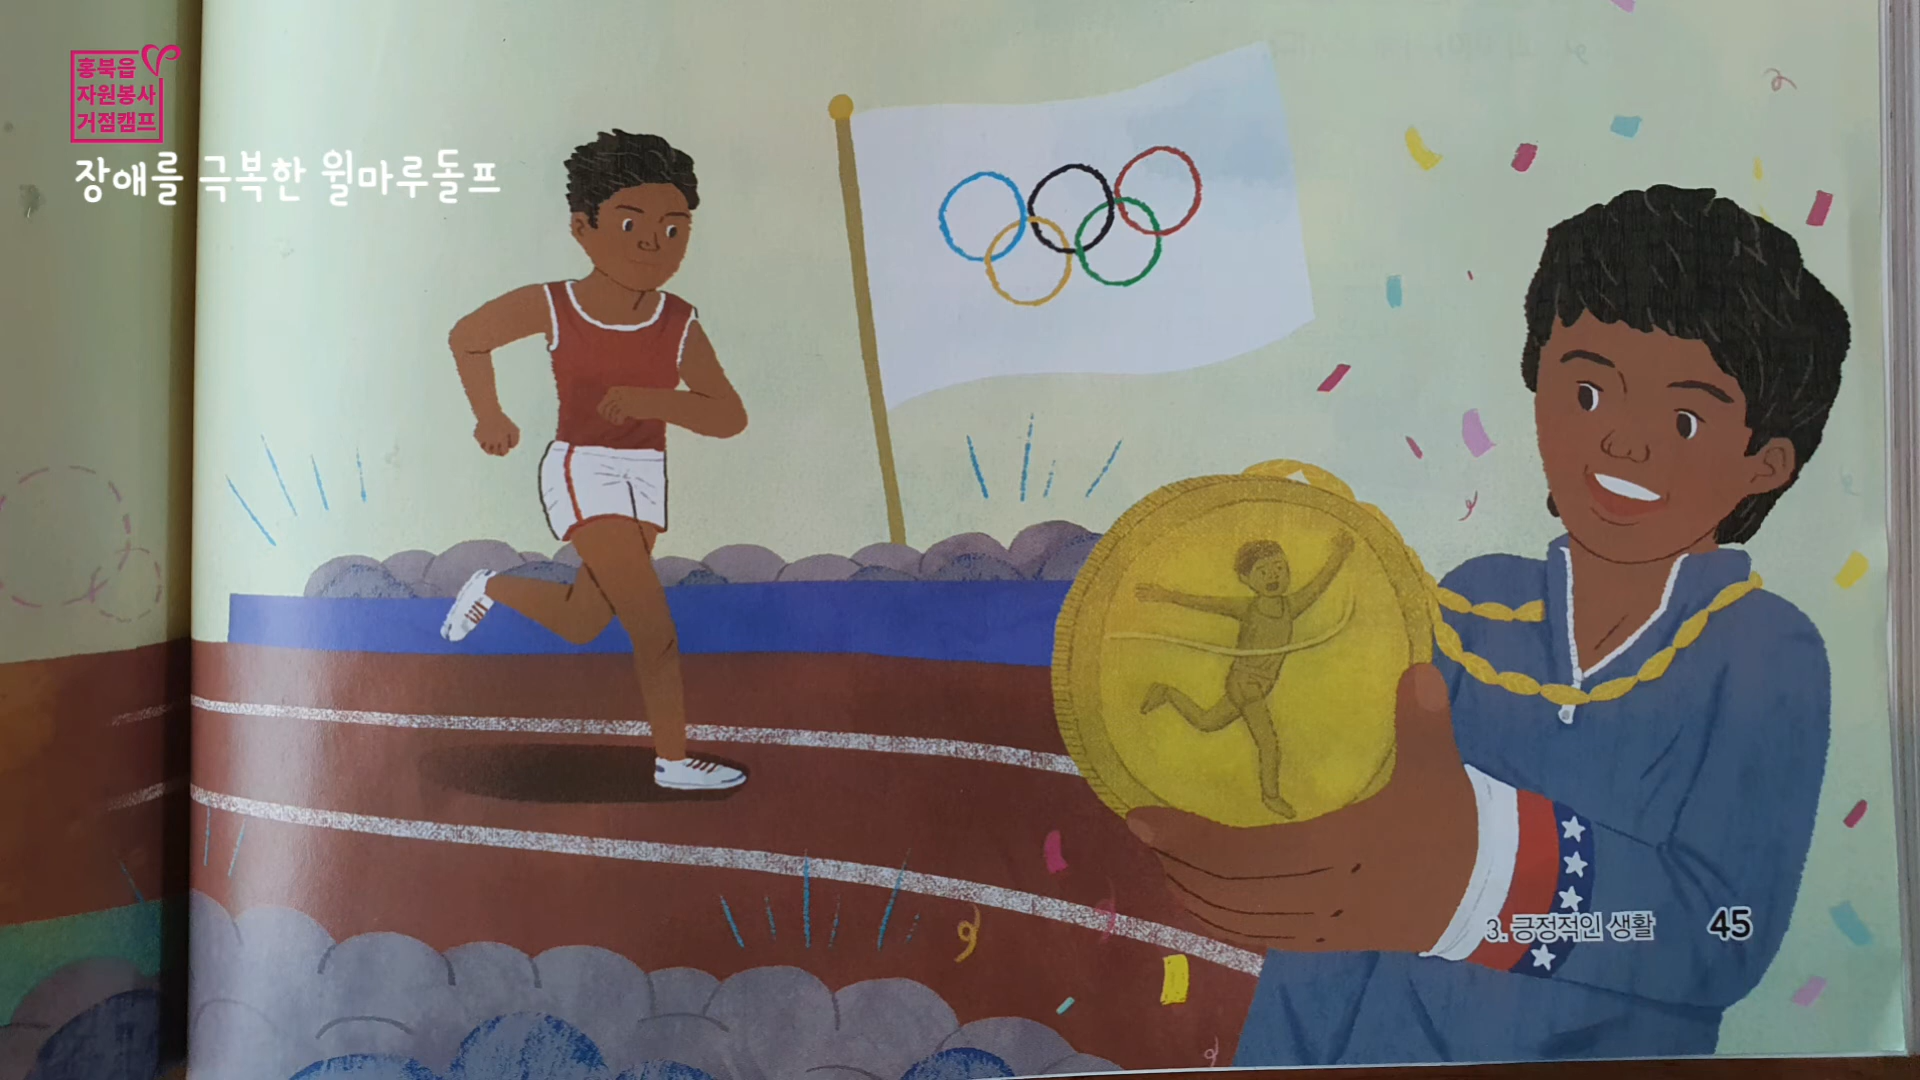 홍북읍
자원봉사
거점캠프
장애를 극복한 윌마루돌프
3. 긍정적인 생활 45